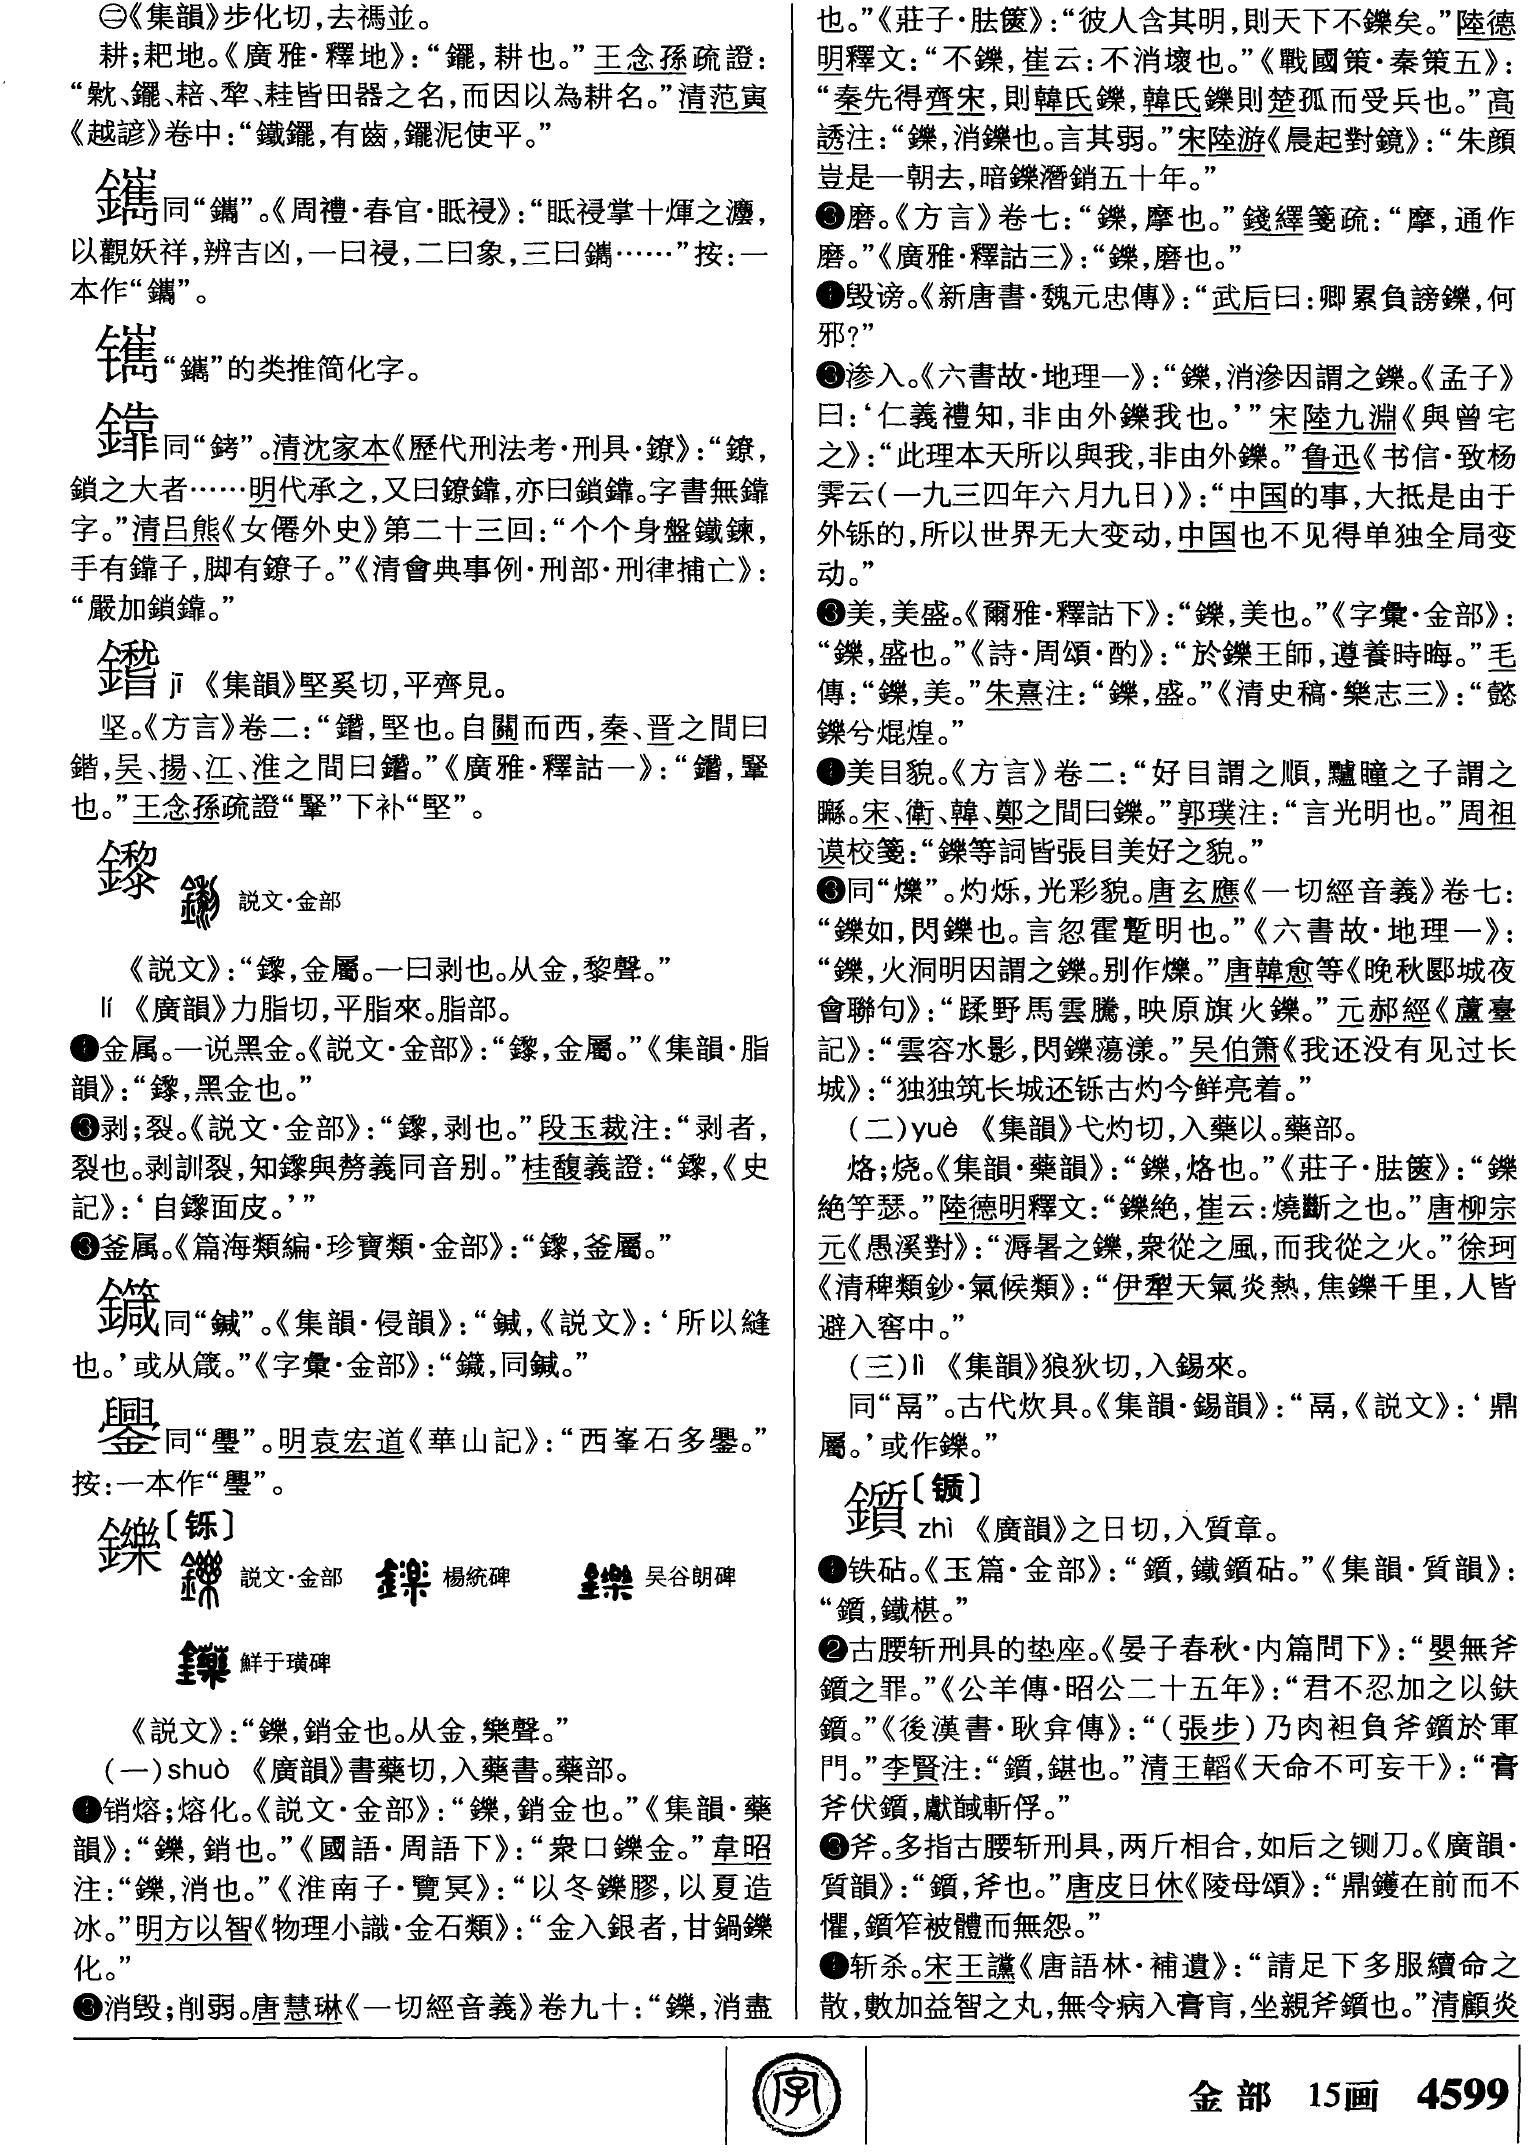 ㊁《集韻》步化切，去禡並。
耕；耙地。《廣雅·釋地》：“䥯，耕也。”王念孫疏證：
“㪵、䥯、䎧、犂、耕皆田器之名，而因以為耕名。”清范寅
《越諺》卷中：“鐵䥯，有齒，䥯泥使平。”
鑴同“鑴”。《周禮·春官·眡祲》：“眡祲掌十煇之灋，
以觀妖祥，辨吉凶，一曰祲，二曰象，三曰鑴……”按：一
本作“鑴”。
“鑴”的类推简化字。
同“銬”。清沈家本《歷代刑法考·刑具·鐐》：“鐐，
鎖之大者……明代承之，又曰鐐，亦曰鎖。字書無
字。”清吕熊《女僊外史》第二十三回：“个个身盤鐵鍊，
手有子，脚有鐐子。”《清會典事例·刑部·刑律捕亡》：
“嚴加鎖。”
jī 《集韻》堅奚切，平齊見。
坚。《方言》卷二：“，堅也。自關而西，秦、晋之間曰
鍇，吴、揚、江、淮之間曰。”《廣雅·釋詁一》：“，鞏
也。”王念孫疏證“鞏”下补“堅”。
鑗 説文·金部
《説文》：“鑗，金屬。一曰剥也。从金，黎聲。”
lí 《廣韻》力脂切，平脂來。脂部。
❶金属。一说黑金。《説文·金部》：“鑗，金屬。”《集韻·脂
韻》：“鑗，黑金也。”
❷剥；裂。《説文·金部》：“鑗，剥也。”段玉裁注：“剥者，
裂也。剥訓裂，知鑗與剺義同音别。”桂馥義證：“鑗，《史
記》：‘自鑗面皮。’”
❸釜属。《篇海類編·珍寶類·金部》：“鑗，釜屬。”
同“鍼”。《集韻·侵韻》：“鍼，《説文》：‘所以縫
也。’或从箴。”《字彙·金部》：“，同鍼。”
同“璺”。明袁宏道《華山記》：“西峯石多。”
按：一本作“璺”。
鑠〔铄〕
説文·金部 楊統碑 吴谷朗碑
鮮于璜碑
《説文》：“鑠，銷金也。从金，樂聲。”
（一）shuò 《廣韻》書藥切，入藥書。藥部。
❶销熔；熔化。《説文·金部》：“鑠，銷金也。”《集韻·藥
韻》：“鑠，銷也。”《國語·周語下》：“衆口鑠金。”韋昭
注：“鑠，消也。”《淮南子·覽冥》：“以冬鑠膠，以夏造
冰。”明方以智《物理小識·金石類》：“金入銀者，甘鍋鑠
化。”
❷消毁；削弱。唐慧琳《一切經音義》卷九十：“鑠，消盡
也。”《莊子·胠篋》：“彼人含其明，則天下不鑠矣。”陸德
明釋文：“不鑠，崔云：不消壞也。”《戰國策·秦策五》：
“秦先得齊宋，則韓氏鑠，韓氏鑠則楚孤而受兵也。”高
誘注：“鑠，消鑠也。言其弱。”宋陸游《晨起對鏡》：“朱顔
豈是一朝去，暗鑠潛銷五十年。”
❸磨。《方言》卷七：“鑠，摩也。”錢繹箋疏：“摩，通作
磨。”《廣雅·釋詁三》：“鑠，磨也。”
❹毁谤。《新唐書·魏元忠傳》：“武后曰：卿累負謗鑠，何
邪？”
❺渗入。《六書故·地理一》：“鑠，消滲因謂之鑠。《孟子》
曰：‘仁義禮知，非由外鑠我也。’”宋陸九淵《與曾宅
之》：“此理本天所以與我，非由外鑠。”鲁迅《书信·致杨
霁云（一九三四年六月九日）》：“中国的事，大抵是由于
外铄的，所以世界无大变动，中国也不见得单独全局变
动。”
❻美，美盛。《爾雅·釋詁下》：“鑠，美也。”《字彙·金部》：
“鑠，盛也。”《詩·周頌·酌》：“於鑠王師，遵養時晦。”毛
傳：“鑠，美。”朱熹注：“鑠，盛。”《清史稿·樂志三》：“懿
鑠兮焜煌。”
❼美目貌。《方言》卷二：“好目謂之順，黸瞳之子謂之
䁹。宋、衛、韓、鄭之間曰鑠。”郭璞注：“言光明也。”周祖
谟校箋：“鑠等詞皆張目美好之貌。”
❽同“爍”。灼烁，光彩貌。唐玄應《一切經音義》卷七：
“鑠如，閃鑠也。言忽霍蹔明也。”《六書故·地理一》：
“鑠，火洞明因謂之鑠。别作爍。”唐韓愈等《晚秋郾城夜
會聯句》：“蹂野馬雲騰，映原旗火鑠。”元郝經《蘆臺
記》：“雲容水影，閃鑠蕩漾。”吴伯箫《我还没有见过长
城》：“独独筑长城还铄古灼今鲜亮着。”
（二）yuè 《集韻》弋灼切，入藥以。藥部。
烙；烧。《集韻·藥韻》：“鑠，烙也。”《莊子·胠篋》：“鑠
絶竽瑟。”陸德明釋文：“鑠絶，崔云：燒斷之也。”唐柳宗
元《愚溪對》：“溽暑之鑠，衆從之風，而我從之火。”徐珂
《清稗類鈔·氣候類》：“伊犁天氣炎熱，焦鑠千里，人皆
避入窖中。”
（三）lì 《集韻》狼狄切，入錫來。
同“鬲”。古代炊具。《集韻·錫韻》：“鬲，《説文》：‘鼎
屬。’或作鑠。”
鑕〔锧〕
zhì 《廣韻》之日切，入質章。
❶铁砧。《玉篇·金部》：“鑕，鐵鑕砧。”《集韻·質韻》：
“鑕，鐵椹。”
❷古腰斩刑具的垫座。《晏子春秋·内篇問下》：“嬰無斧
鑕之罪。”《公羊傳·昭公二十五年》：“君不忍加之以鈇
鑕。”《後漢書·耿弇傳》：“（張步）乃肉袒負斧鑕於軍
門。”李賢注：“鑕，鍖也。”清王韜《天命不可妄干》：“膏
斧伏鑕，獻馘斬俘。”
❸斧。多指古腰斩刑具，两斤相合，如后之铡刀。《廣韻·
質韻》：“鑕，斧也。”唐皮日休《陵母頌》：“鼎鑊在前而不
懼，鑕笮被體而無怨。”
❹斩杀。宋王讜《唐語林·補遺》：“請足下多服續命之
散，數加益智之丸，無令病入膏肓，坐親斧鑕也。”清顧炎
字
金部 15画 4599